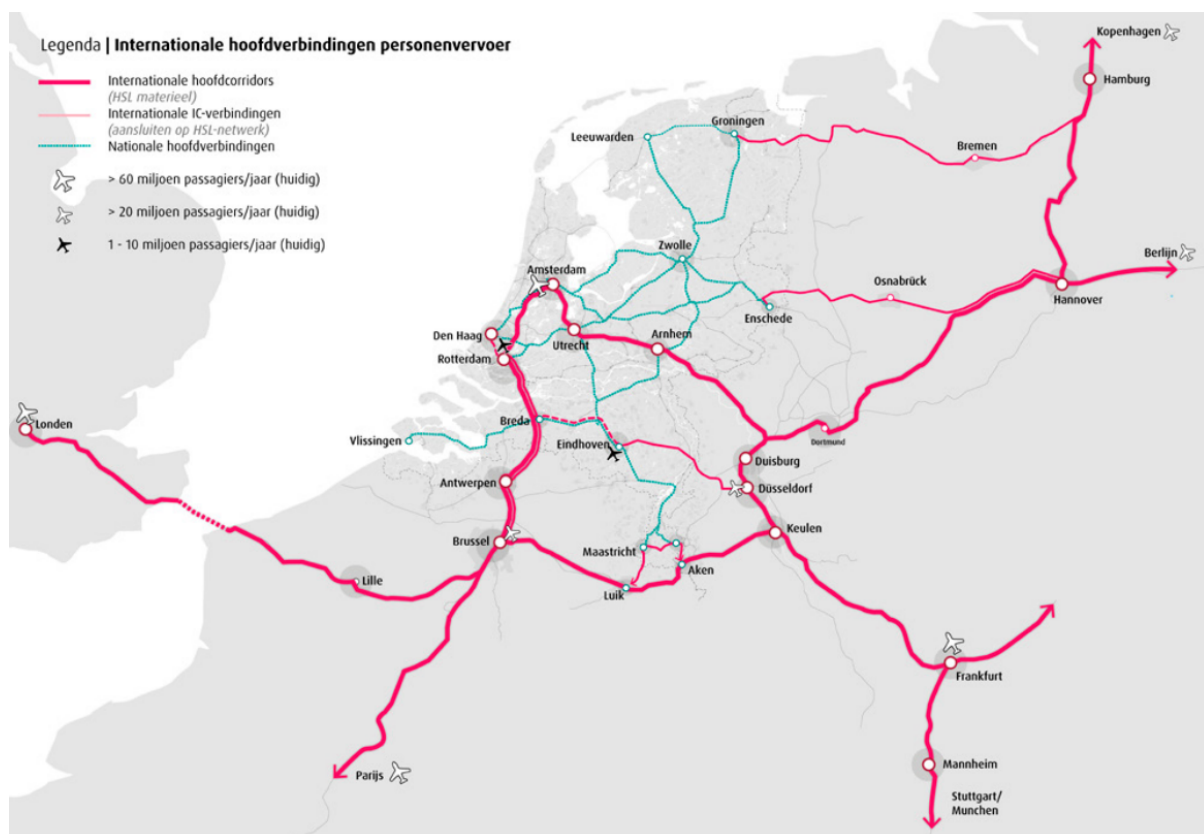 Legenda | Internationale hoofdverbindingen personenvervoer
Internationale hoofdcorridors
(HSL materieel)
Internationale IC-verbindingen
(aansluiten op HSL-netwerk)
Nationale hoofdverbindingen
> 60 miljoen passagiers/jaar (huidig)
> 20 miljoen passagiers/jaar (huidig)
1 - 10 miljoen passagiers/jaar (huidig)
Kopenhagen
Hamburg
Groningen
Leeuwarden
Bremen
Zwolle
Berlijn
Amsterdam
Osnabrück
Hannover
Enschede
Den Haag
Utrecht
Arnhem
Rotterdam
Londen
Breda
Vlissingen
Eindhoven
Dortmund
Duisburg
Antwerpen
Düsseldorf
Keulen
Brussel
Maastricht
Aken
Lille
Luik
Frankfurt
Mannheim
Parijs
Stuttgart/
Munchen